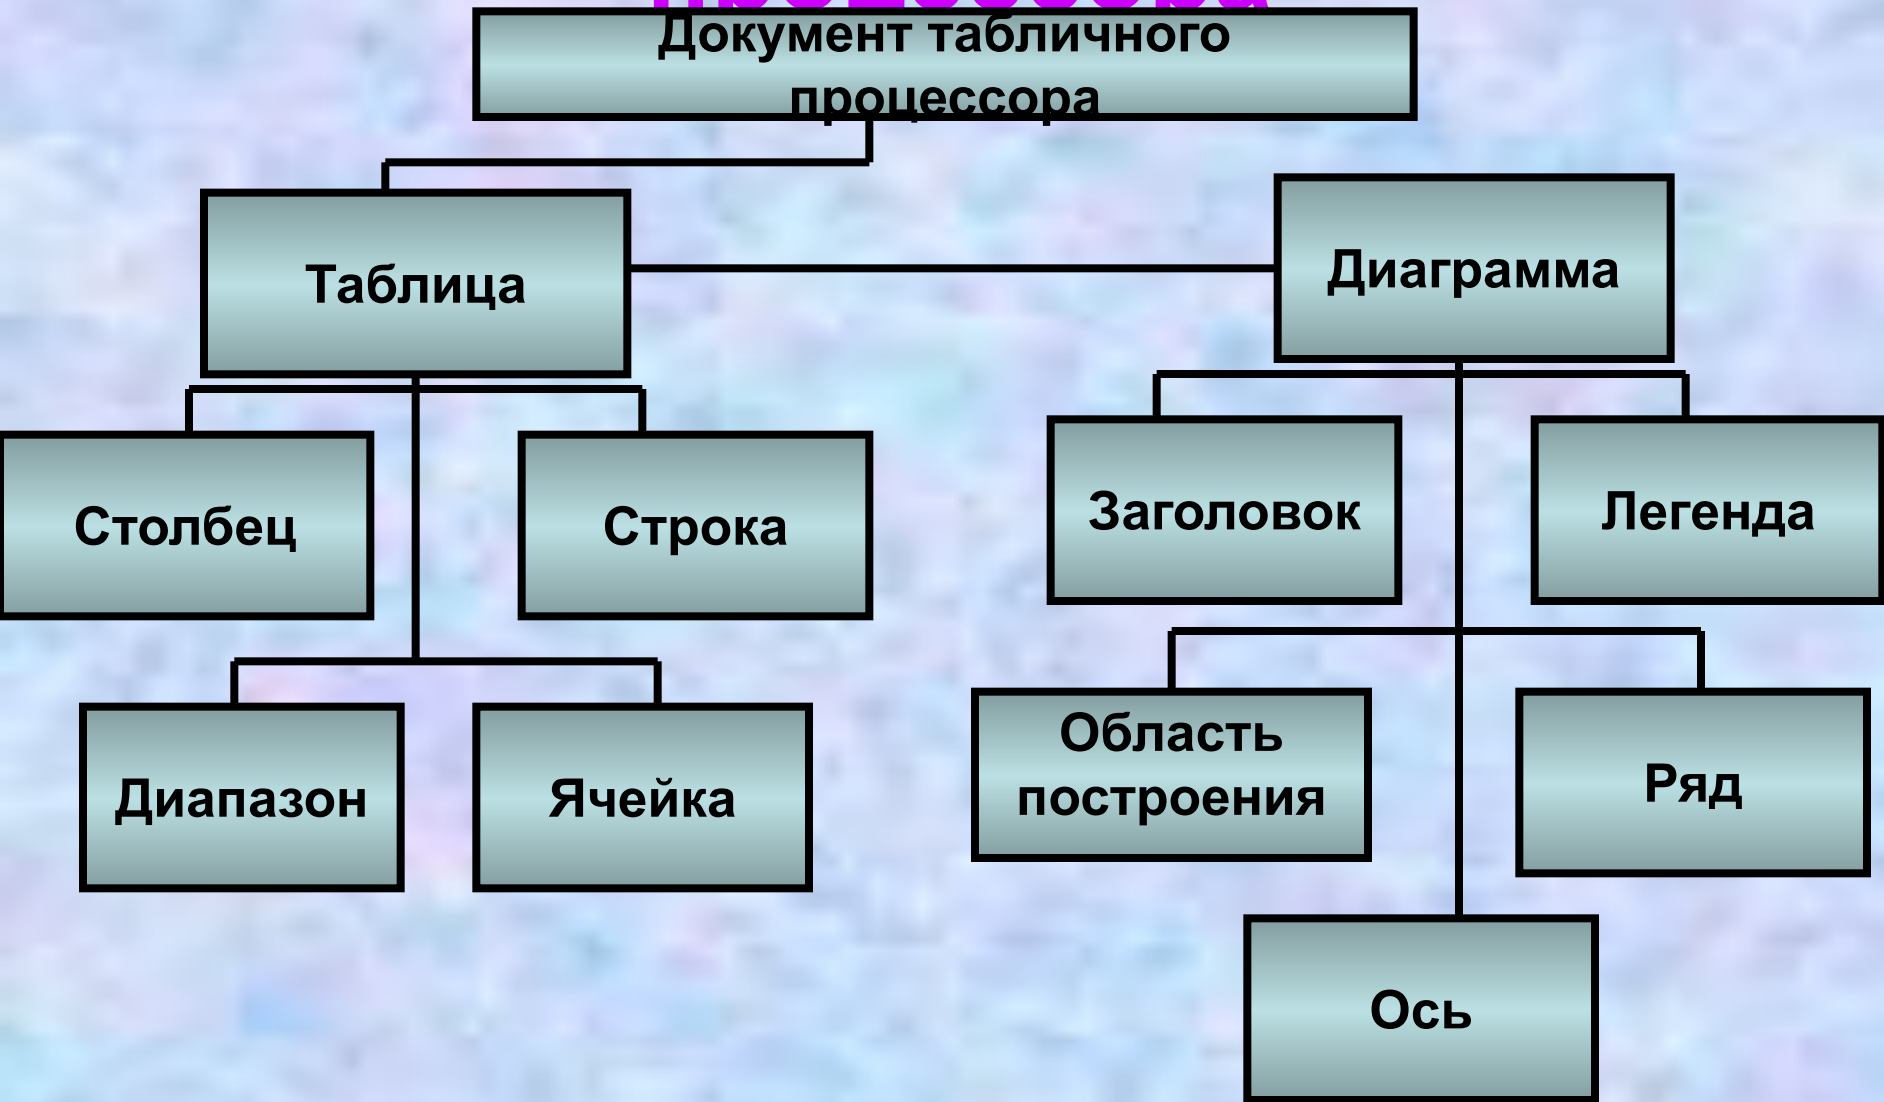 Документ табличного
процессора
Таблица
Диаграмма
Столбец
Строка
Заголовок
Легенда
Диапазон
Ячейка
Область
построения
Ряд
Ось